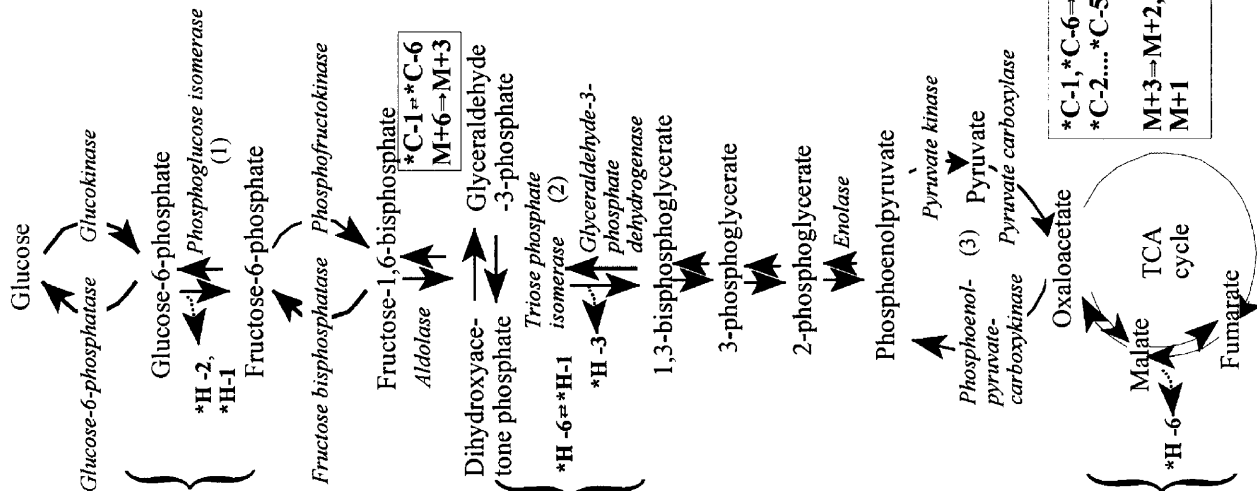 Glucose
Glucose-6-phosphatase
Glucokinase
Glucose-6-phosphate
*H -2,
*H-1
Phosphoglucose isomerase
(1)
Fructose-6-phosphate
Fructose bisphosphatase
Phosphofructokinase
Fructose-1,6-bisphosphate
*C-1⇌*C-6
M+6⇒M+3
Aldolase
Dihydroxyace-
tone phosphate
Glyceraldehyde
-3-phosphate
Triose phosphate
isomerase (2)
*H -6⇌*H-1
*H -3
Glyceraldehyde-3-
phosphate
dehydrogenase
1,3-bisphosphoglycerate
3-phosphoglycerate
2-phosphoglycerate
Enolase
Phosphoenolpyruvate
Pyruvate kinase
Phosphoenol-
pyruvate-
carboxykinase
(3)
Pyruvate
Pyruvate carboxylase
Oxaloacetate
*C-1,*C-6⇒
*C-2....*C-5
M+3⇒M+2,
M+1
Malate
TCA
cycle
*H -6
Fumarate